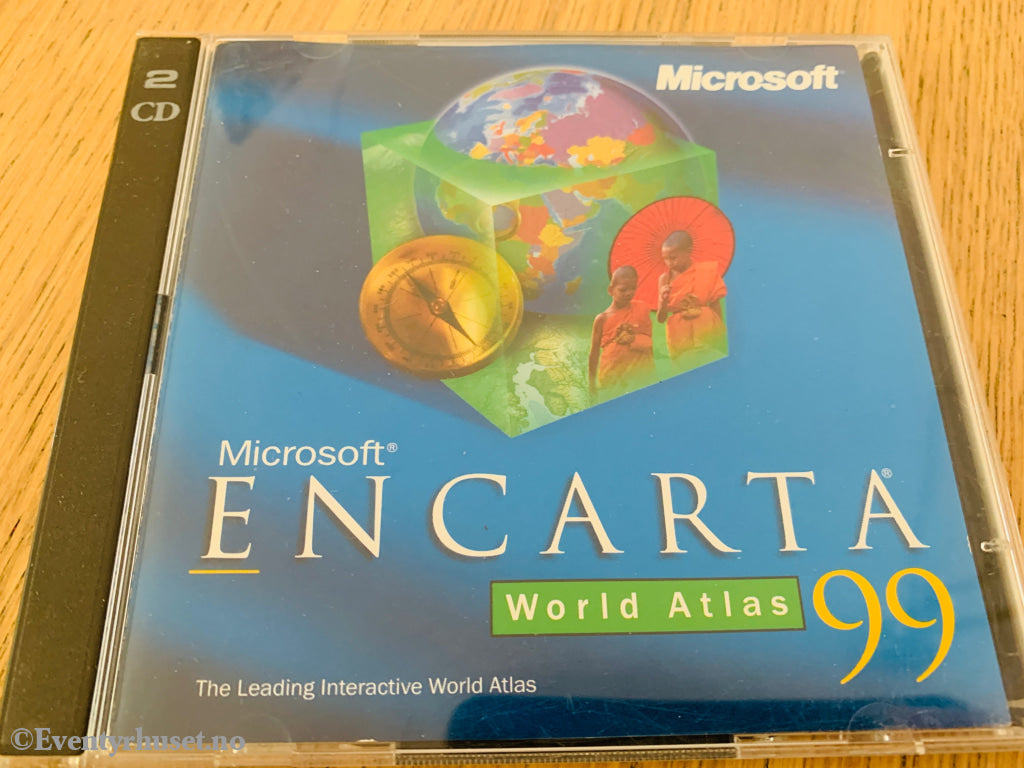 2
CD
Microsoft
Microsoft®
ENCARTA®
World Atlas 99
The Leading Interactive World Atlas
©Eventyrhuset.no